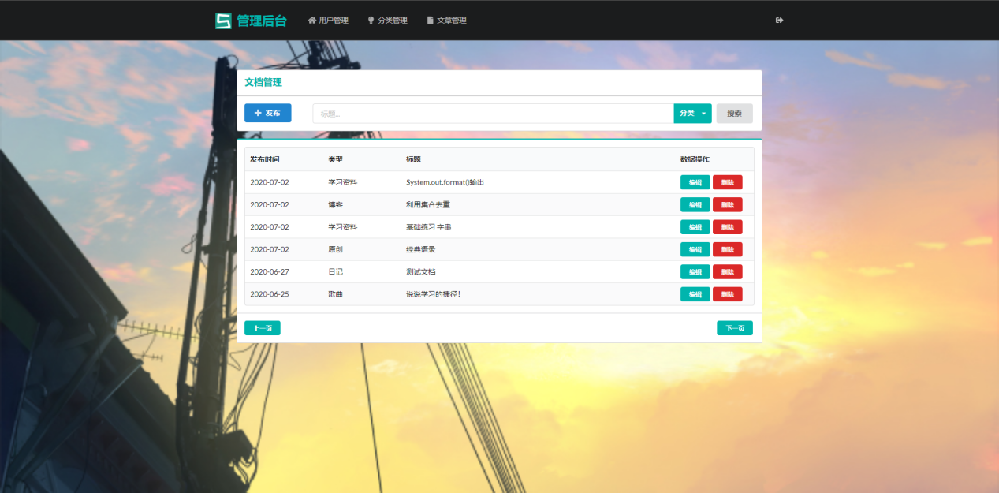 管理后台 用户管理 分类管理 文章管理
文档管理
发布 标题... 分类 搜索
发布时间 类型 标题 数据操作
2020-07-02 学习资料 System.out.format()输出 编辑 删除
2020-07-02 博客 利用集合去重 编辑 删除
2020-07-02 学习资料 基础练习 字串 编辑 删除
2020-07-02 原创 经典语录 编辑 删除
2020-06-27 日记 测试文档 编辑 删除
2020-06-25 歌曲 说说学习的捷径! 编辑 删除
上一页 下一页